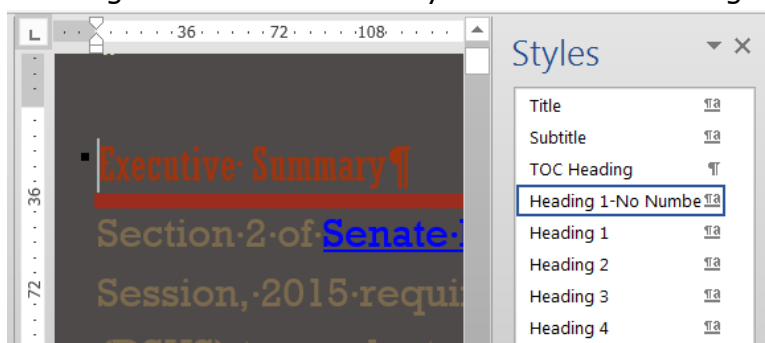 L
36 72 108
Styles
Title
Subtitle
TOC Heading
Heading 1-No Numbe
Heading 1
Heading 2
Heading 3
Heading 4
Executive· Summary¶
Section·2·of·Senate·
Session,·2015·requi
36
72